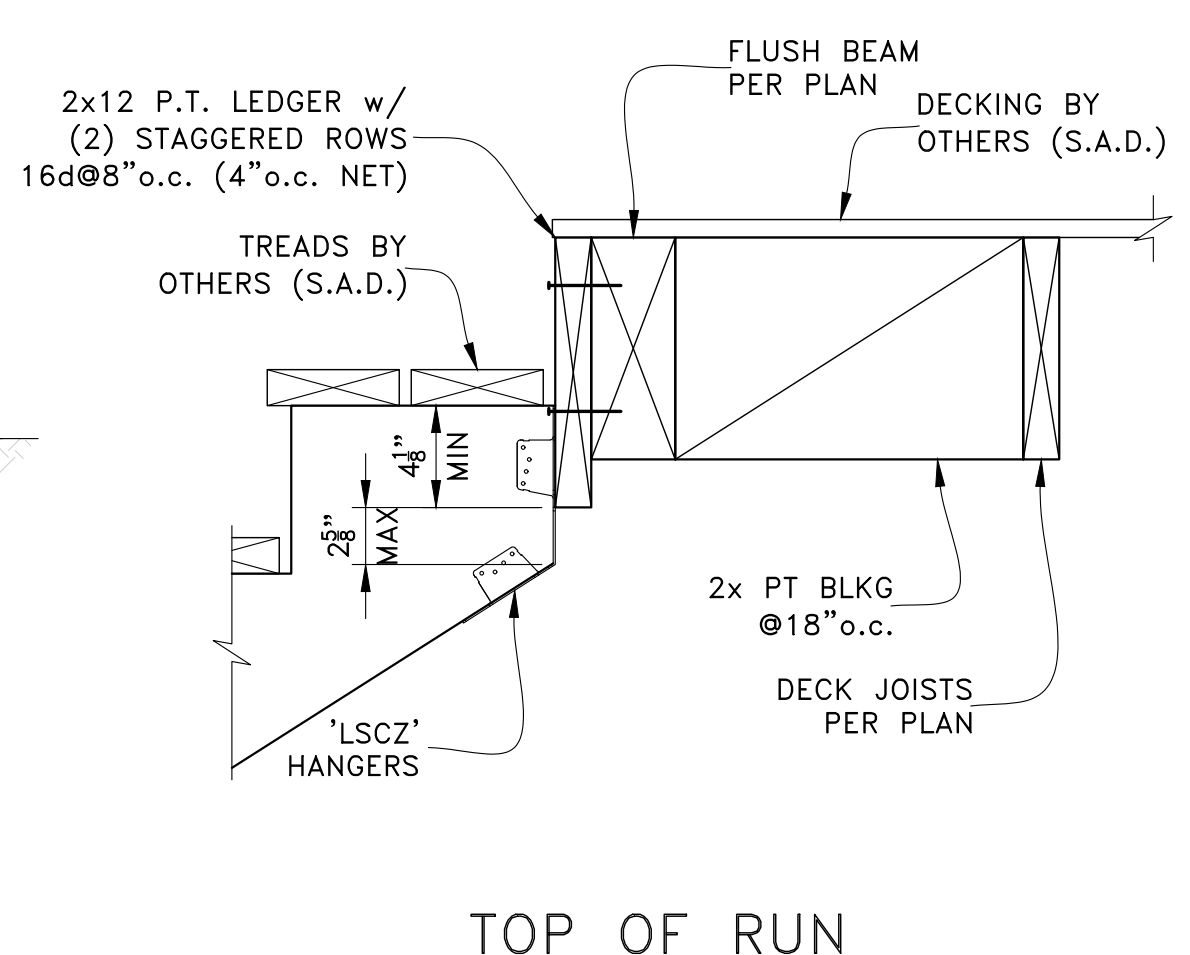 FLUSH BEAM
PER PLAN
2x12 P.T. LEDGER w/
(2) STAGGERED ROWS
16d@8”o.c. (4”o.c. NET)
DECKING BY
OTHERS (S.A.D.)
TREADS BY
OTHERS (S.A.D.)
4⅛” MIN
2⅝” MAX
2x PT BLKG
@18”o.c.
DECK JOISTS
PER PLAN
'LSCZ'
HANGERS
TOP OF RUN